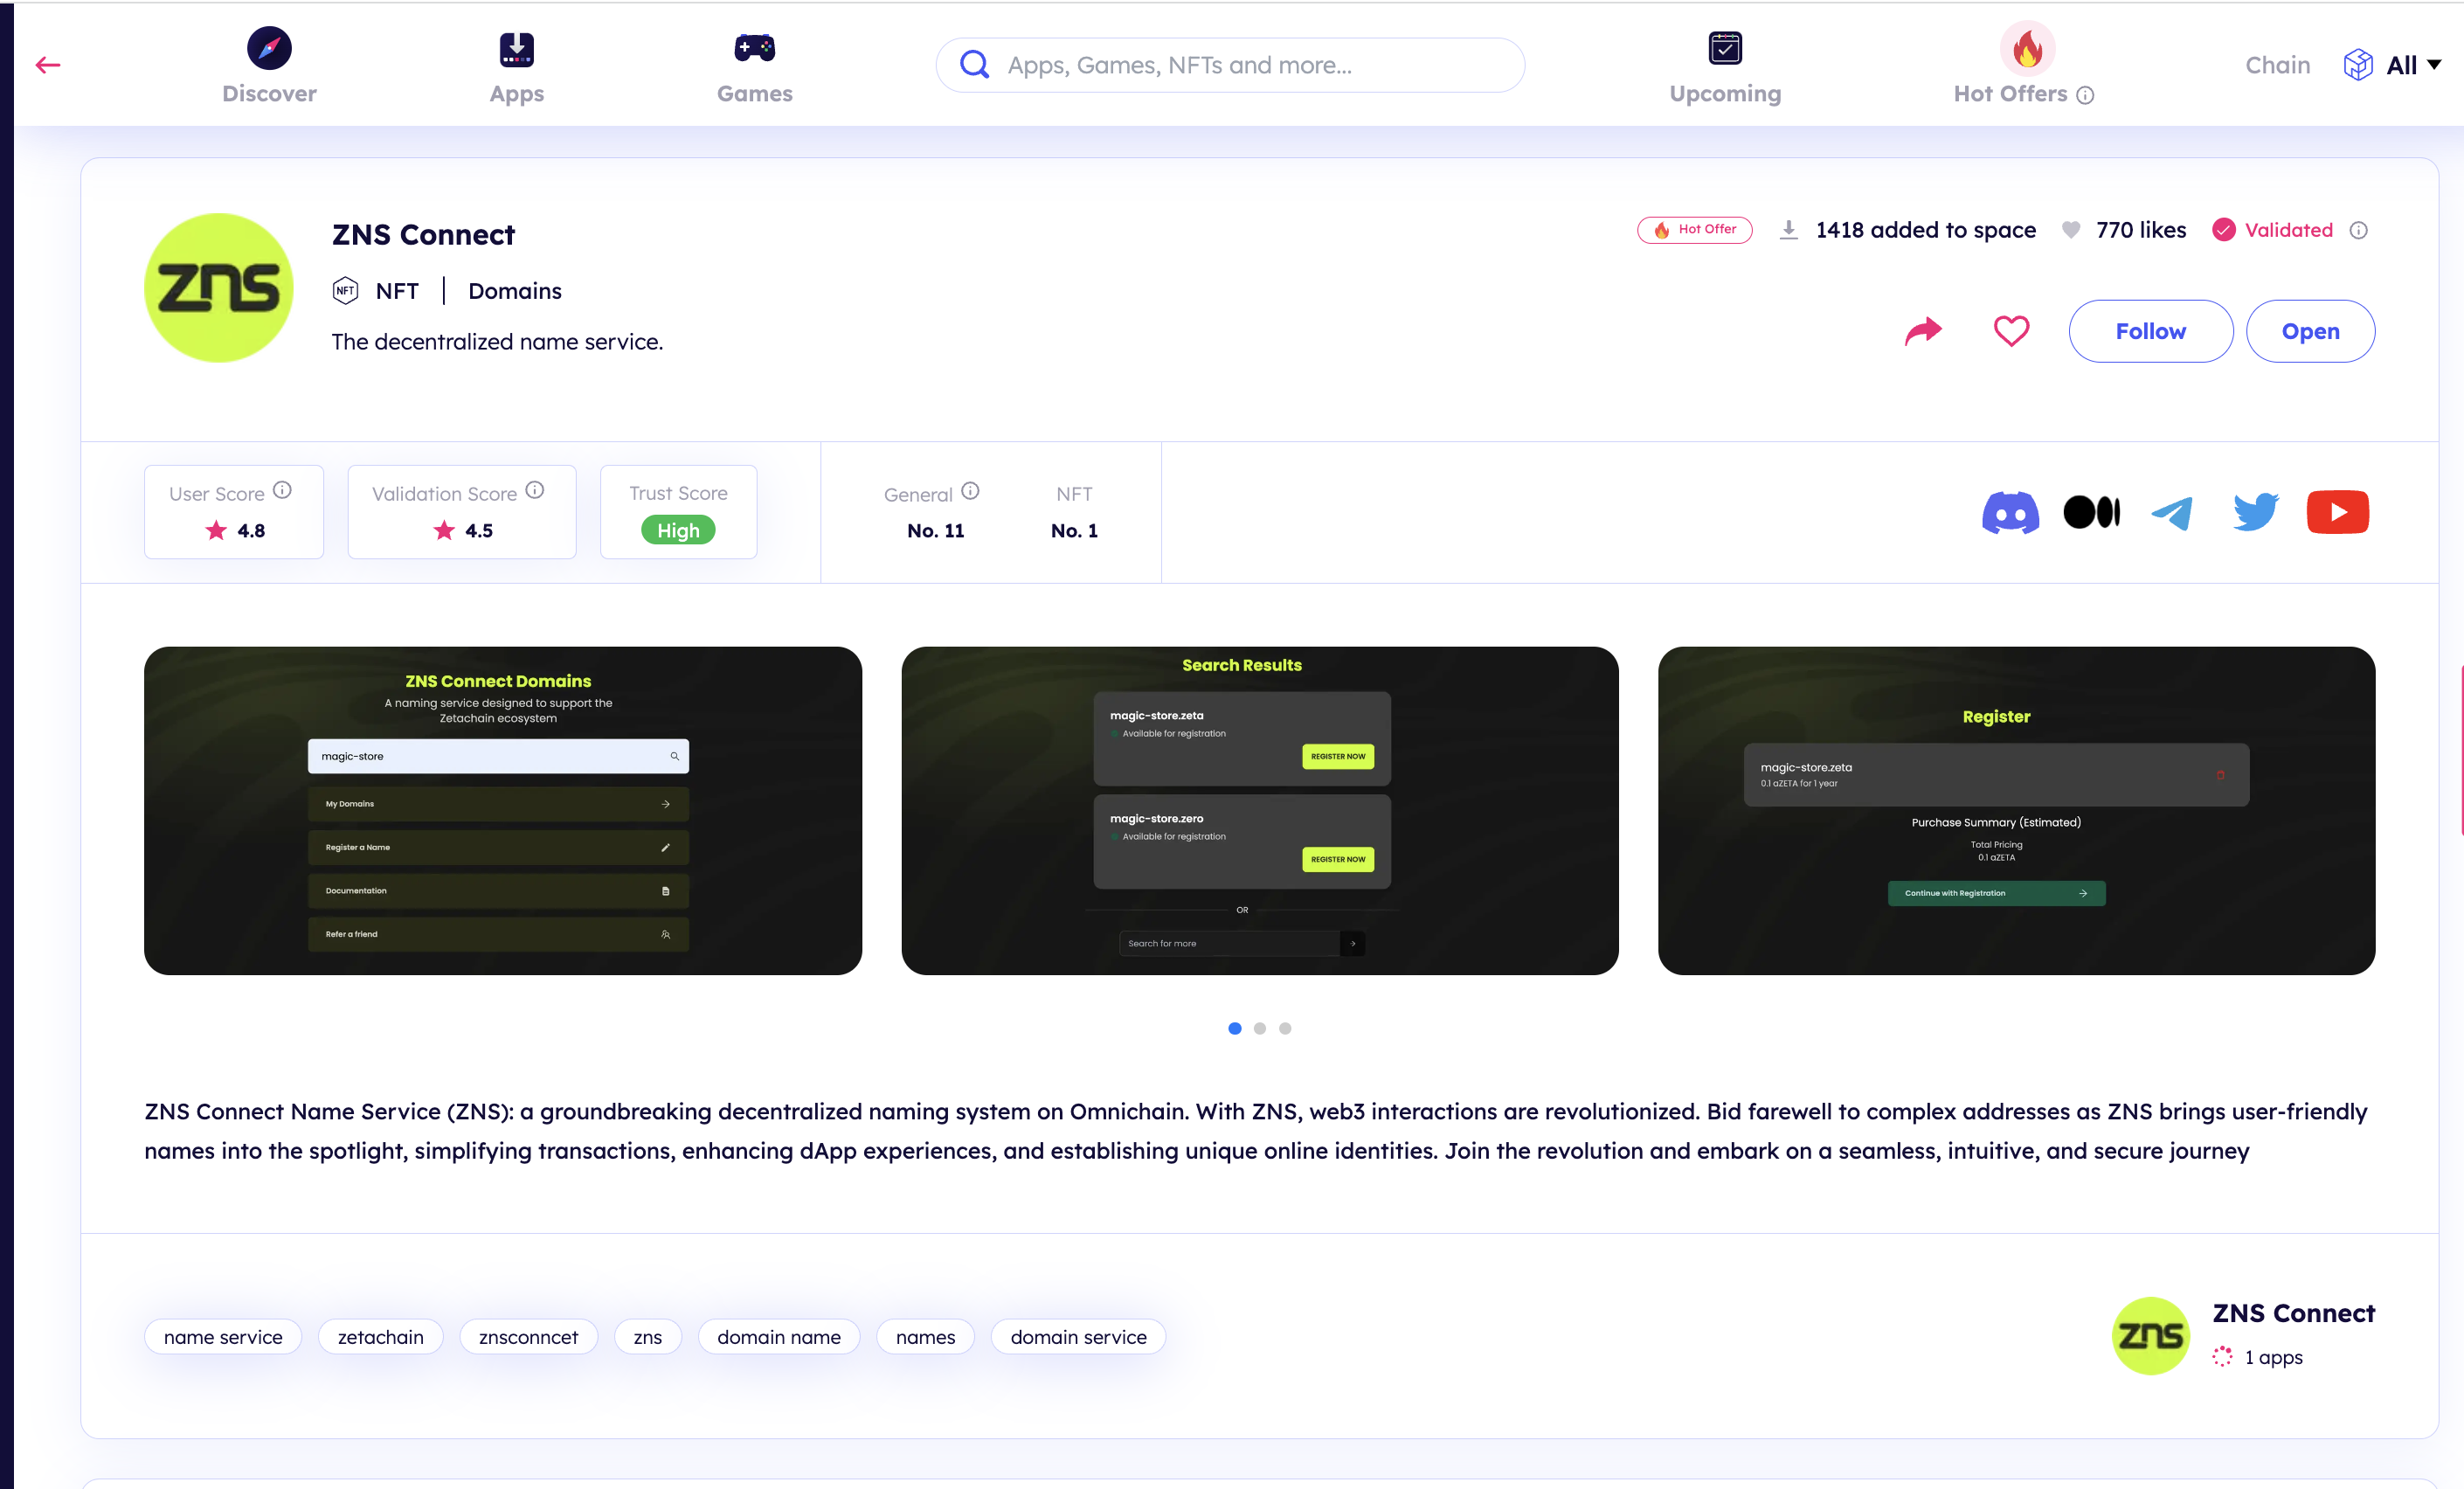 Discover
Apps
Games
Apps, Games, NFTs and more...
Upcoming
Hot Offers
Chain
All
zns
ZNS Connect
NFT NFT | Domains
The decentralized name service.
Hot Offer
1418 added to space
770 likes
Validated
Follow
Open
User Score
4.8
Validation Score
4.5
Trust Score
High
General
No. 11
NFT
No. 1
ZNS Connect Domains
A naming service designed to support the
Zetachain ecosystem
magic-store
My Domains
Register a Name
Documentation
Refer a friend
Search Results
magic-store.zeta
Available for registration
REGISTER NOW
magic-store.zero
Available for registration
REGISTER NOW
OR
Search for more
Register
magic-store.zeta
0.1 aZETA for 1 year
Purchase Summary (Estimated)
Total Pricing
0.1 aZETA
Continue with Registration
ZNS Connect Name Service (ZNS): a groundbreaking decentralized naming system on Omnichain. With ZNS, web3 interactions are revolutionized. Bid farewell to complex addresses as ZNS brings user-friendly
names into the spotlight, simplifying transactions, enhancing dApp experiences, and establishing unique online identities. Join the revolution and embark on a seamless, intuitive, and secure journey
name service
zetachain
znsconncet
zns
domain name
names
domain service
zns
ZNS Connect
1 apps